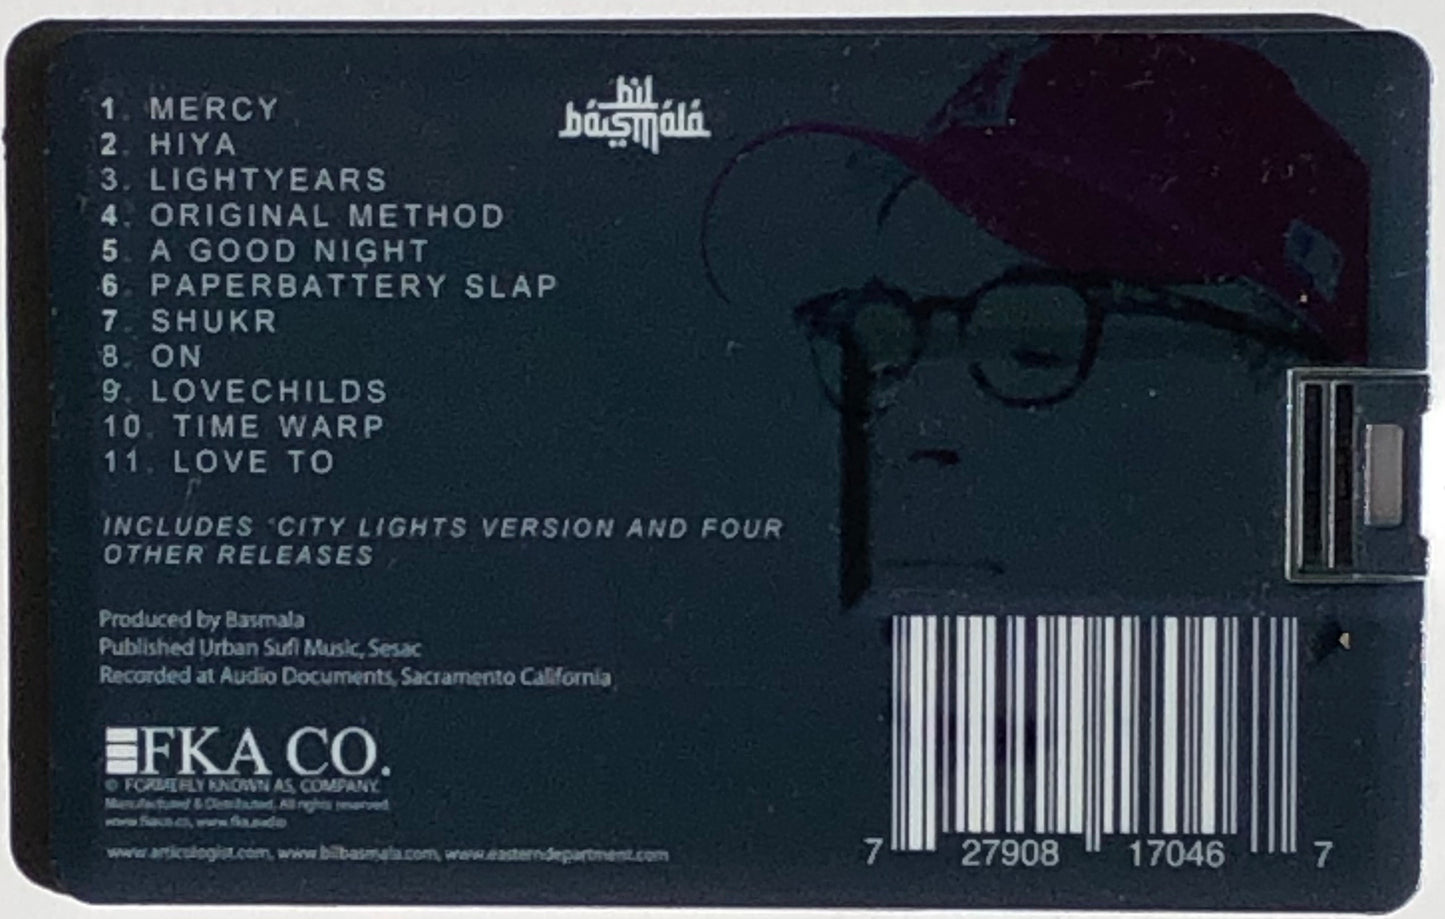 1. MERCY
2. HIYA
3. LIGHTYEARS
4. ORIGINAL METHOD
5. A GOOD NIGHT
6. PAPERBATTERY SLAP
7. SHUKR
8. ON
9. LOVECHILDS
10. TIME WARP
11. LOVE TO
bil
basmala
INCLUDES 'CITY LIGHTS VERSION AND FOUR
OTHER RELEASES
Produced by Basmala
Published Urban Sufi Music, Sesac
Recorded at Audio Documents, Sacramento California
FKA CO.
© FORMERLY KNOWN AS, COMPANY.
Manufactured & Distributed. All rights reserved
www.fkaco.co, www.fka.audio
www.articulogist.com, www.bilbasmala.com, www.easterndepartment.com
7 27908 17046 7